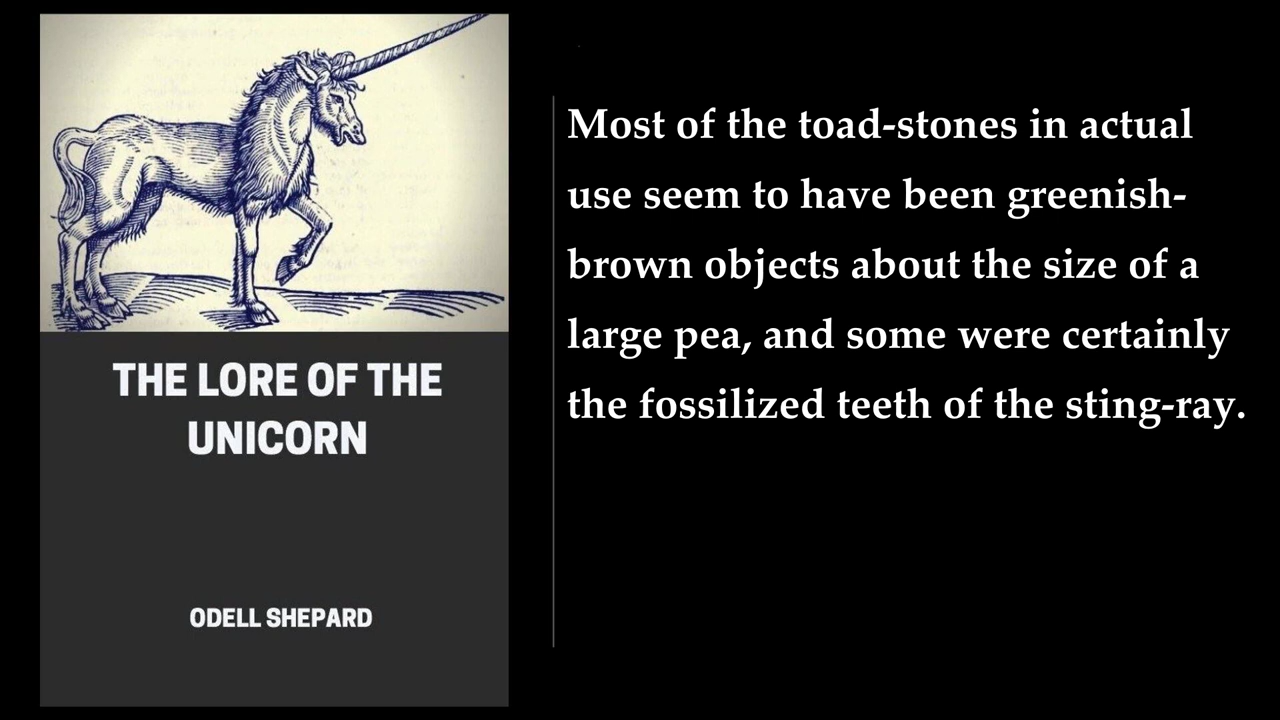 THE LORE OF THE
UNICORN
ODELL SHEPARD
Most of the toad-stones in actual
use seem to have been greenish-
brown objects about the size of a
large pea, and some were certainly
the fossilized teeth of the sting-ray.